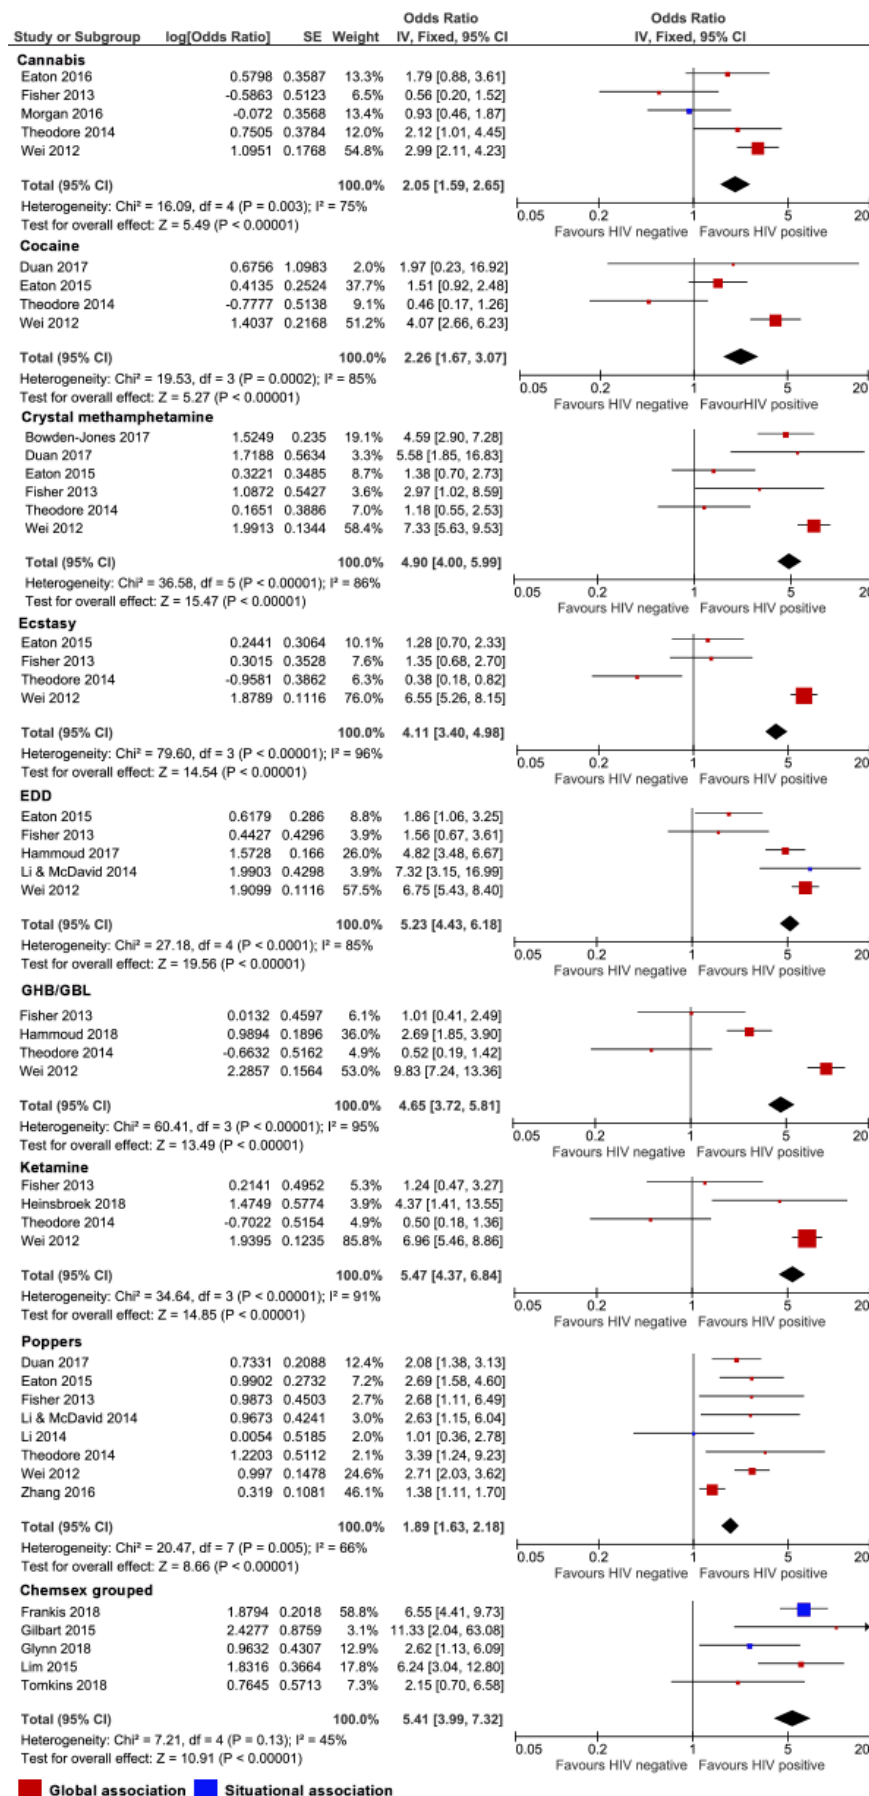 Odds Ratio Odds Ratio
Study or Subgroup log[Odds Ratio] SE Weight IV, Fixed, 95% CI IV, Fixed, 95% CI
Cannabis
Eaton 2016 0.5798 0.3587 13.3% 1.79 [0.88, 3.61]
Fisher 2013 -0.5863 0.5123 6.5% 0.56 [0.20, 1.52]
Morgan 2016 -0.072 0.3568 13.4% 0.93 [0.46, 1.87]
Theodore 2014 0.7505 0.3784 12.0% 2.12 [1.01, 4.45]
Wei 2012 1.0951 0.1768 54.8% 2.99 [2.11, 4.23]
Total (95% CI) 100.0% 2.05 [1.59, 2.65]
Heterogeneity: Chi² = 16.09, df = 4 (P = 0.003); I² = 75%
Test for overall effect: Z = 5.49 (P < 0.00001)
0.05 0.2 1 5 20
Favours HIV negative Favours HIV positive
Cocaine
Duan 2017 0.6756 1.0983 2.0% 1.97 [0.23, 16.92]
Eaton 2015 0.4135 0.2524 37.7% 1.51 [0.92, 2.48]
Theodore 2014 -0.7777 0.5138 9.1% 0.46 [0.17, 1.26]
Wei 2012 1.4037 0.2168 51.2% 4.07 [2.66, 6.23]
Total (95% CI) 100.0% 2.26 [1.67, 3.07]
Heterogeneity: Chi² = 19.53, df = 3 (P = 0.0002); I² = 85%
Test for overall effect: Z = 5.27 (P < 0.00001)
0.05 0.2 1 5 20
Favours HIV negative FavourHIV positive
Crystal methamphetamine
Bowden-Jones 2017 1.5249 0.235 19.1% 4.59 [2.90, 7.28]
Duan 2017 1.7188 0.5634 3.3% 5.58 [1.85, 16.83]
Eaton 2015 0.3221 0.3485 8.7% 1.38 [0.70, 2.73]
Fisher 2013 1.0872 0.5427 3.6% 2.97 [1.02, 8.59]
Theodore 2014 0.1651 0.3886 7.0% 1.18 [0.55, 2.53]
Wei 2012 1.9913 0.1344 58.4% 7.33 [5.63, 9.53]
Total (95% CI) 100.0% 4.90 [4.00, 5.99]
Heterogeneity: Chi² = 36.58, df = 5 (P < 0.00001); I² = 86%
Test for overall effect: Z = 15.47 (P < 0.00001)
0.05 0.2 1 5 20
Favours HIV negative Favours HIV positive
Ecstasy
Eaton 2015 0.2441 0.3064 10.1% 1.28 [0.70, 2.33]
Fisher 2013 0.3015 0.3528 7.6% 1.35 [0.68, 2.70]
Theodore 2014 -0.9581 0.3862 6.3% 0.38 [0.18, 0.82]
Wei 2012 1.8789 0.1116 76.0% 6.55 [5.26, 8.15]
Total (95% CI) 100.0% 4.11 [3.40, 4.98]
Heterogeneity: Chi² = 79.60, df = 3 (P < 0.00001); I² = 96%
Test for overall effect: Z = 14.54 (P < 0.00001)
0.05 0.2 1 5 20
Favours HIV negative Favours HIV positive
EDD
Eaton 2015 0.6179 0.286 8.8% 1.86 [1.06, 3.25]
Fisher 2013 0.4427 0.4296 3.9% 1.56 [0.67, 3.61]
Hammoud 2017 1.5728 0.166 26.0% 4.82 [3.48, 6.67]
Li & McDavid 2014 1.9903 0.4298 3.9% 7.32 [3.15, 16.99]
Wei 2012 1.9099 0.1116 57.5% 6.75 [5.43, 8.40]
Total (95% CI) 100.0% 5.23 [4.43, 6.18]
Heterogeneity: Chi² = 27.18, df = 4 (P < 0.0001); I² = 85%
Test for overall effect: Z = 19.56 (P < 0.00001)
0.05 0.2 1 5 20
Favours HIV negative Favours HIV positive
GHB/GBL
Fisher 2013 0.0132 0.4597 6.1% 1.01 [0.41, 2.49]
Hammoud 2018 0.9894 0.1896 36.0% 2.69 [1.85, 3.90]
Theodore 2014 -0.6632 0.5162 4.9% 0.52 [0.19, 1.42]
Wei 2012 2.2857 0.1564 53.0% 9.83 [7.24, 13.36]
Total (95% CI) 100.0% 4.65 [3.72, 5.81]
Heterogeneity: Chi² = 60.41, df = 3 (P < 0.00001); I² = 95%
Test for overall effect: Z = 13.49 (P < 0.00001)
0.05 0.2 1 5 20
Favours HIV negative Favours HIV positive
Ketamine
Fisher 2013 0.2141 0.4952 5.3% 1.24 [0.47, 3.27]
Heinsbroek 2018 1.4749 0.5774 3.9% 4.37 [1.41, 13.55]
Theodore 2014 -0.7022 0.5154 4.9% 0.50 [0.18, 1.36]
Wei 2012 1.9395 0.1235 85.8% 6.96 [5.46, 8.86]
Total (95% CI) 100.0% 5.47 [4.37, 6.84]
Heterogeneity: Chi² = 34.64, df = 3 (P < 0.00001); I² = 91%
Test for overall effect: Z = 14.85 (P < 0.00001)
0.05 0.2 1 5 20
Favours HIV negative Favours HIV positive
Poppers
Duan 2017 0.7331 0.2088 12.4% 2.08 [1.38, 3.13]
Eaton 2015 0.9902 0.2732 7.2% 2.69 [1.58, 4.60]
Fisher 2013 0.9873 0.4503 2.7% 2.68 [1.11, 6.49]
Li & McDavid 2014 0.9673 0.4241 3.0% 2.63 [1.15, 6.04]
Li 2014 0.0054 0.5185 2.0% 1.01 [0.36, 2.78]
Theodore 2014 1.2203 0.5112 2.1% 3.39 [1.24, 9.23]
Wei 2012 0.997 0.1478 24.6% 2.71 [2.03, 3.62]
Zhang 2016 0.319 0.1081 46.1% 1.38 [1.11, 1.70]
Total (95% CI) 100.0% 1.89 [1.63, 2.18]
Heterogeneity: Chi² = 20.47, df = 7 (P = 0.005); I² = 66%
Test for overall effect: Z = 8.66 (P < 0.00001)
0.05 0.2 1 5 20
Favours HIV negative Favours HIV positive
Chemsex grouped
Frankis 2018 1.8794 0.2018 58.8% 6.55 [4.41, 9.73]
Gilbart 2015 2.4277 0.8759 3.1% 11.33 [2.04, 63.08]
Glynn 2018 0.9632 0.4307 12.9% 2.62 [1.13, 6.09]
Lim 2015 1.8316 0.3664 17.8% 6.24 [3.04, 12.80]
Tomkins 2018 0.7645 0.5713 7.3% 2.15 [0.70, 6.58]
Total (95% CI) 100.0% 5.41 [3.99, 7.32]
Heterogeneity: Chi² = 7.21, df = 4 (P = 0.13); I² = 45%
Test for overall effect: Z = 10.91 (P < 0.00001)
0.05 0.2 1 5 20
Favours HIV negative Favours HIV positive
Global association Situational association